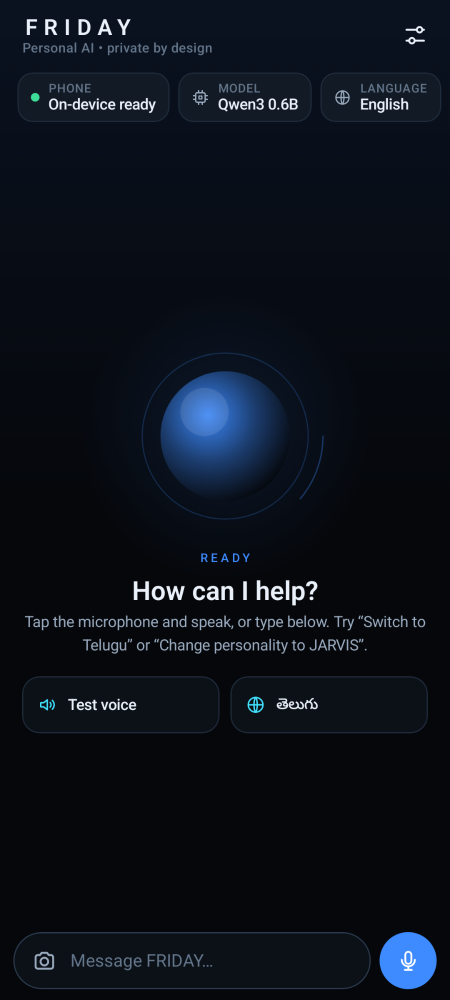 FRIDAY
Personal AI • private by design
PHONE
On-device ready
MODEL
Qwen3 0.6B
LANGUAGE
English
READY
How can I help?
Tap the microphone and speak, or type below. Try “Switch to
Telugu” or “Change personality to JARVIS”.
Test voice
తెలుగు
Message FRIDAY…